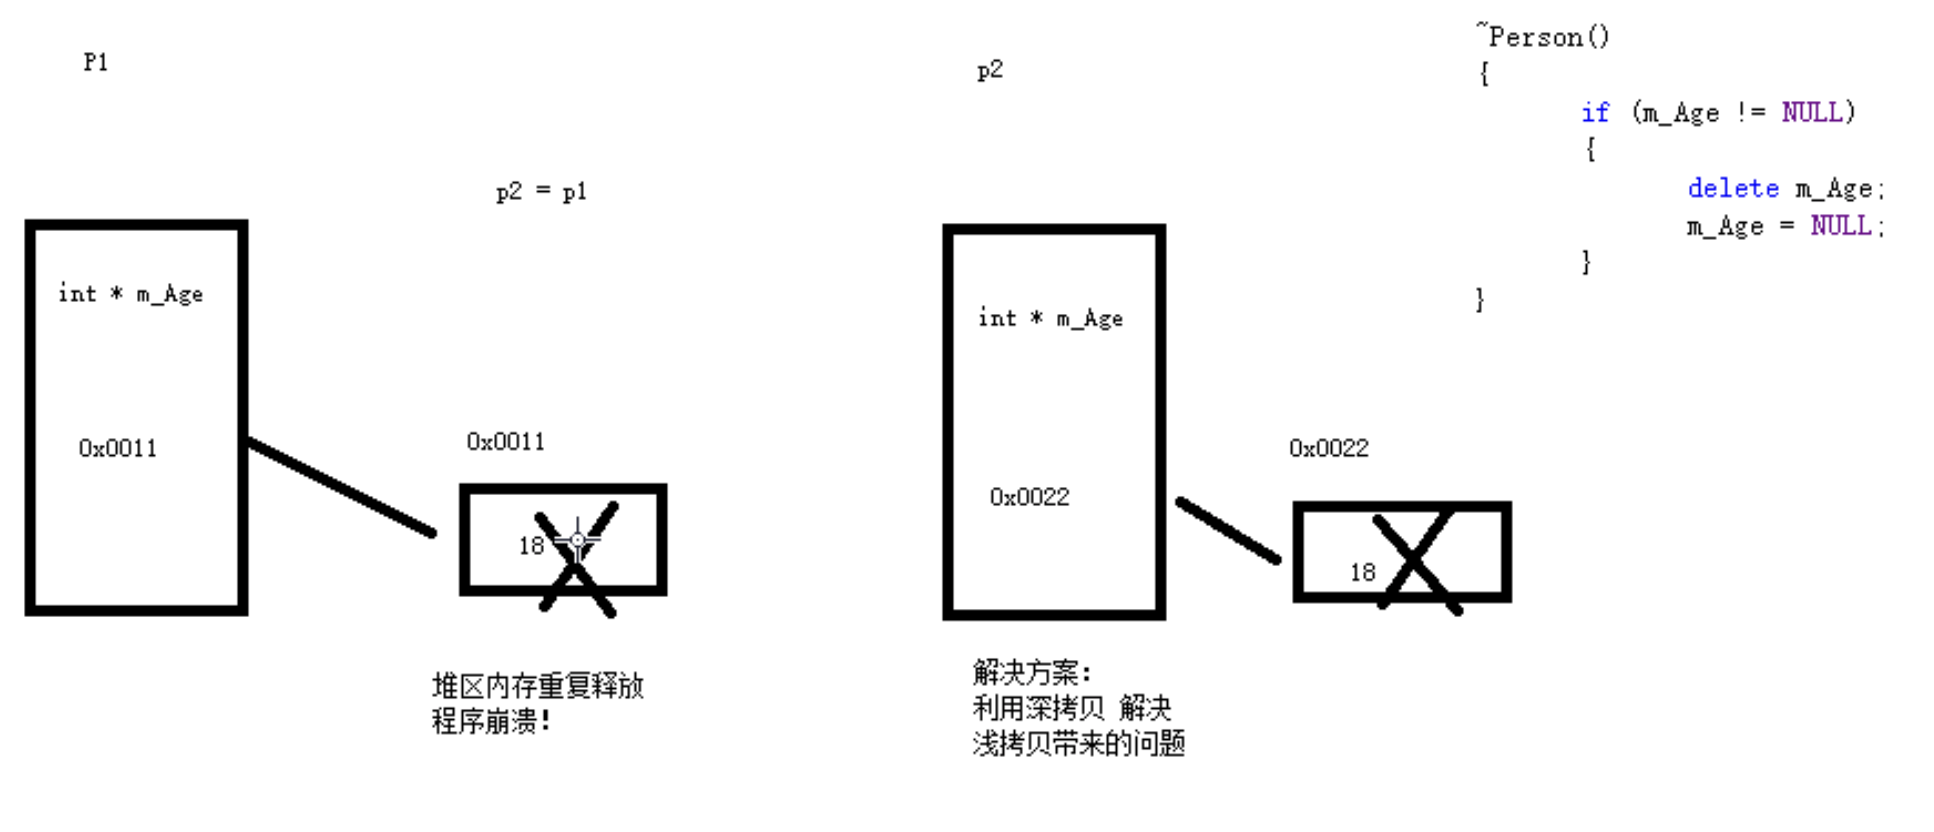 P1
p2 = p1
int * m_Age
0x0011
0x0011
18
堆区内存重复释放
程序崩溃!
p2
int * m_Age
0x0022
0x0022
18
解决方案:
利用深拷贝 解决
浅拷贝带来的问题
~Person()
{
if (m_Age != NULL)
{
delete m_Age;
m_Age = NULL;
}
}